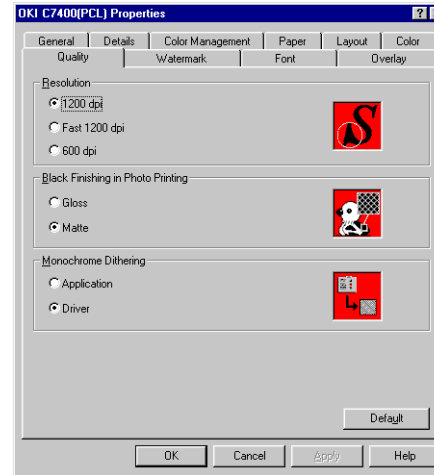 OKI C7400(PCL) Properties
General Details Color Management Paper Layout Color
Quality Watermark Font Overlay
Resolution
1200 dpi
Fast 1200 dpi
600 dpi
Black Finishing in Photo Printing
Gloss
Matte
Monochrome Dithering
Application
Driver
Default
OK Cancel Apply Help